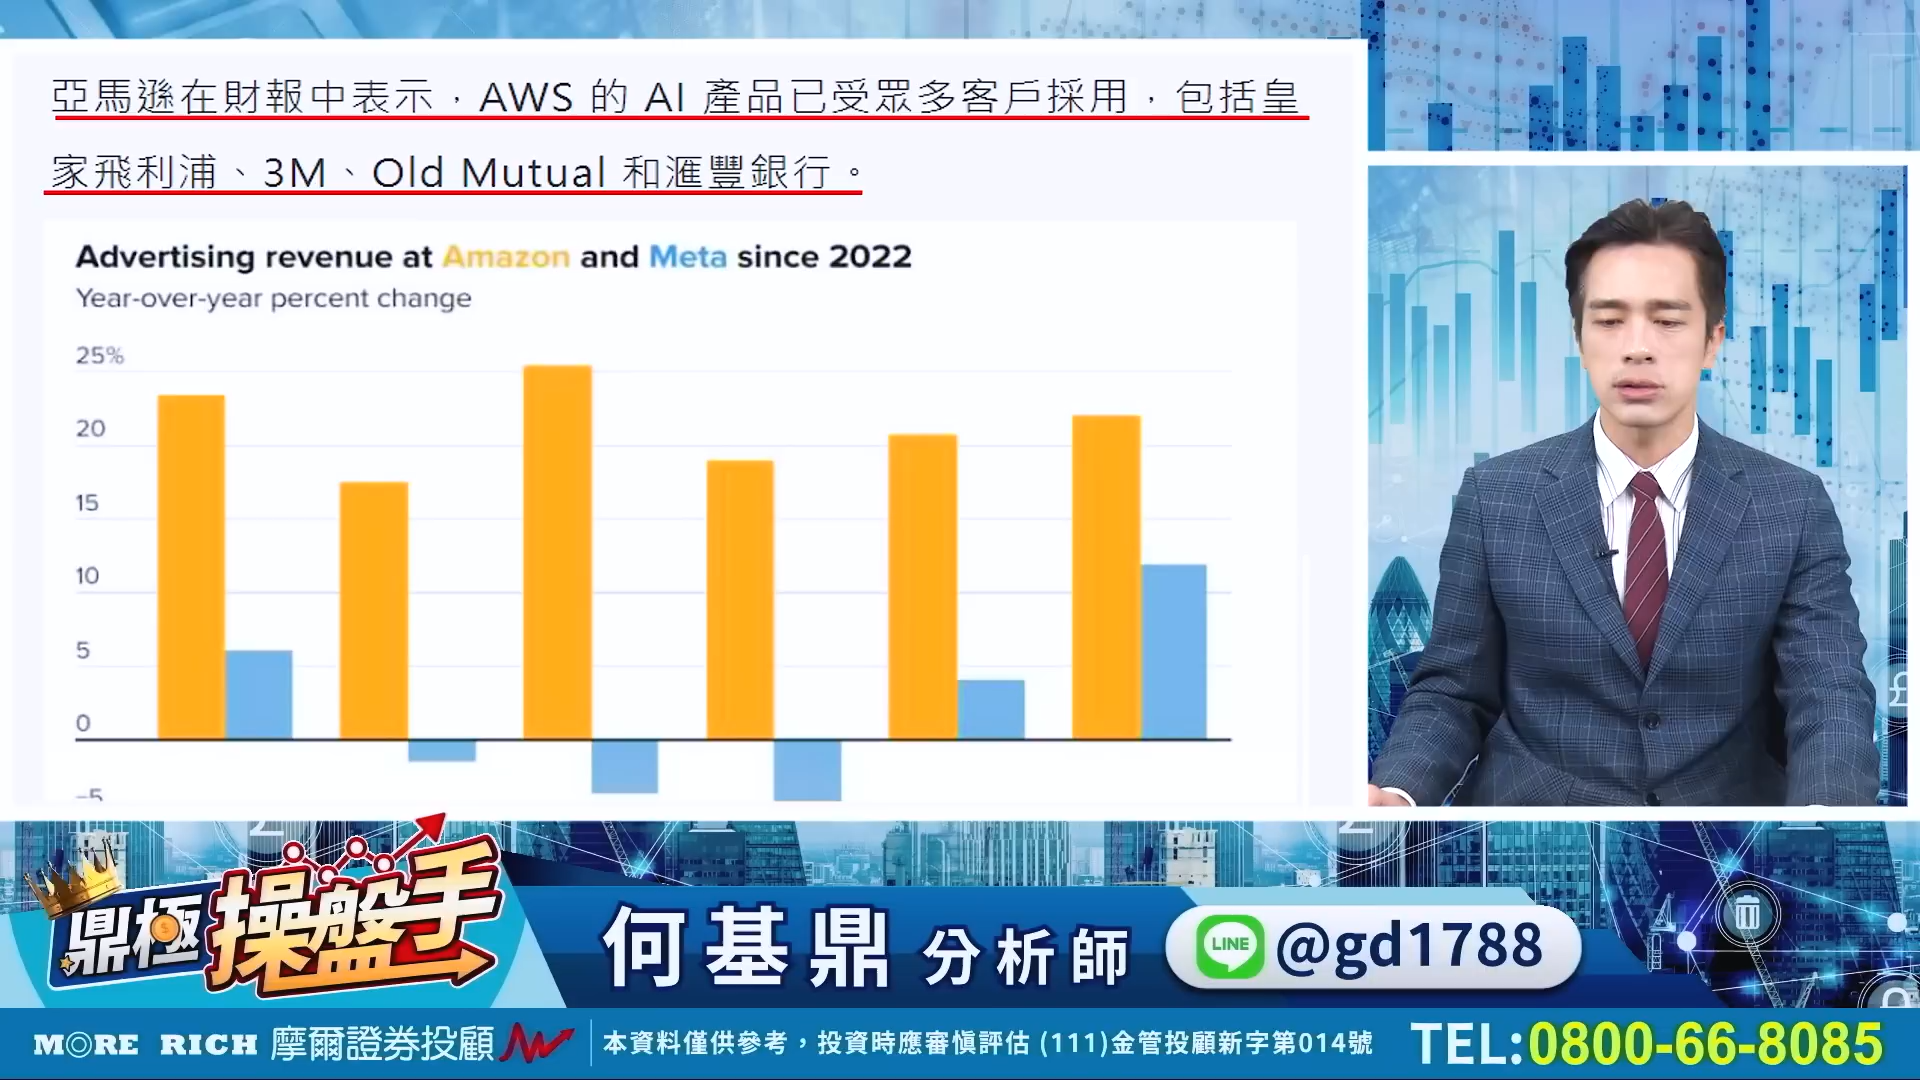 亞馬遜在財報中表示，AWS 的 AI 產品已受眾多客戶採用，包括皇
家飛利浦、3M、Old Mutual 和滙豐銀行。
Advertising revenue at Amazon and Meta since 2022
Year-over-year percent change
25%
20
15
10
5
0
-5
鼎極操盤手
何基鼎 分析師
LINE @gd1788
MORE RICH 摩爾證券投顧
本資料僅供參考，投資時應審慎評估 (111)金管投顧新字第014號
TEL:0800-66-8085